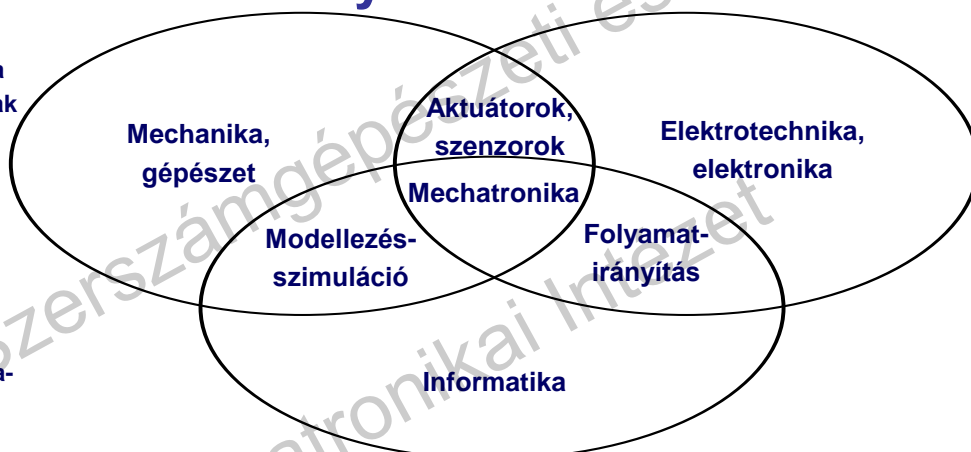 Mechanika,
gépészet
Aktuátorok,
szenzorok
Elektrotechnika,
elektronika
Mechatronika
Modellezés-
szimuláció
Folyamat-
irányítás
Informatika